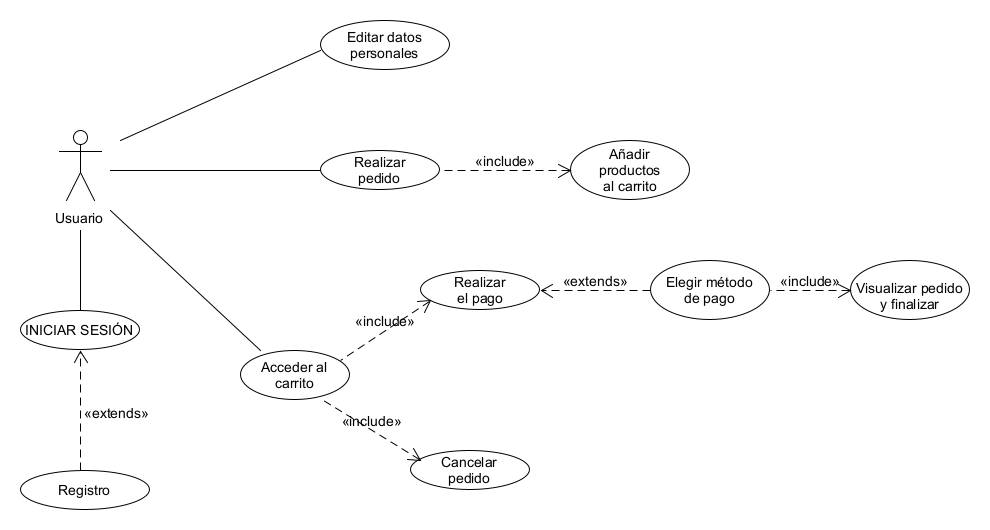 Editar datos
personales
Realizar
pedido
«include»
Añadir
productos
al carrito
Usuario
Realizar
el pago
«extends»
Elegir método
de pago
«include»
Visualizar pedido
y finalizar
INICIAR SESIÓN
«include»
Acceder al
carrito
«extends»
«include»
Cancelar
pedido
Registro